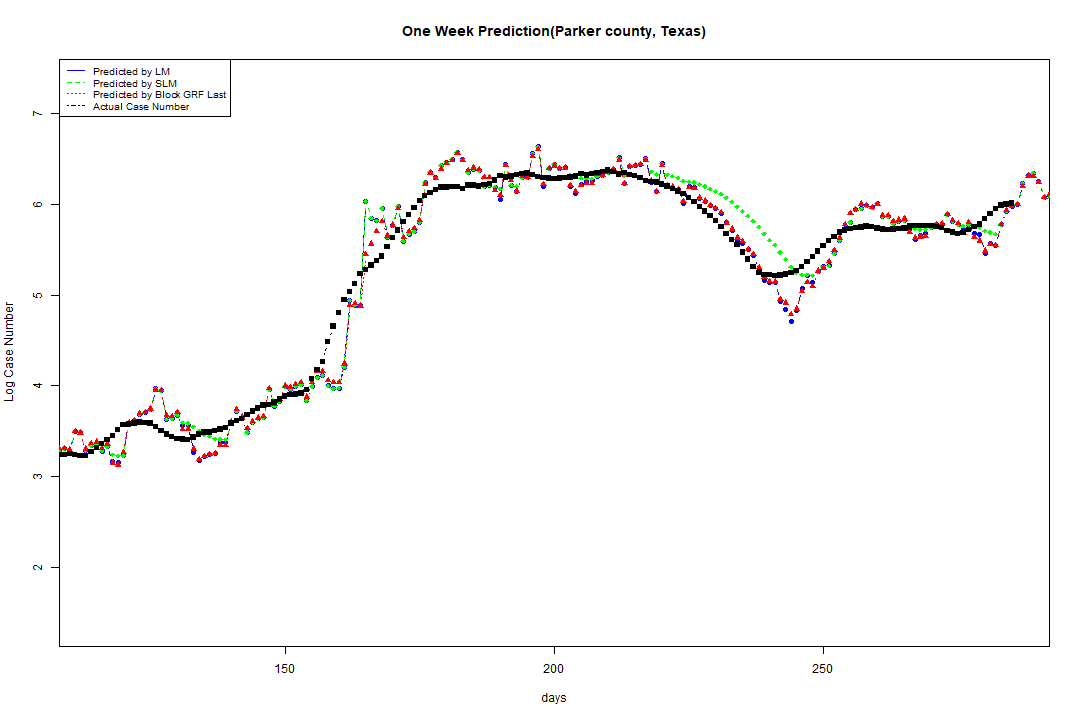 One Week Prediction(Parker county, Texas)
Predicted by LM
Predicted by SLM
Predicted by Block GRF Last
Actual Case Number
7
6
5
4
3
2
Log Case Number
150 200 250
days